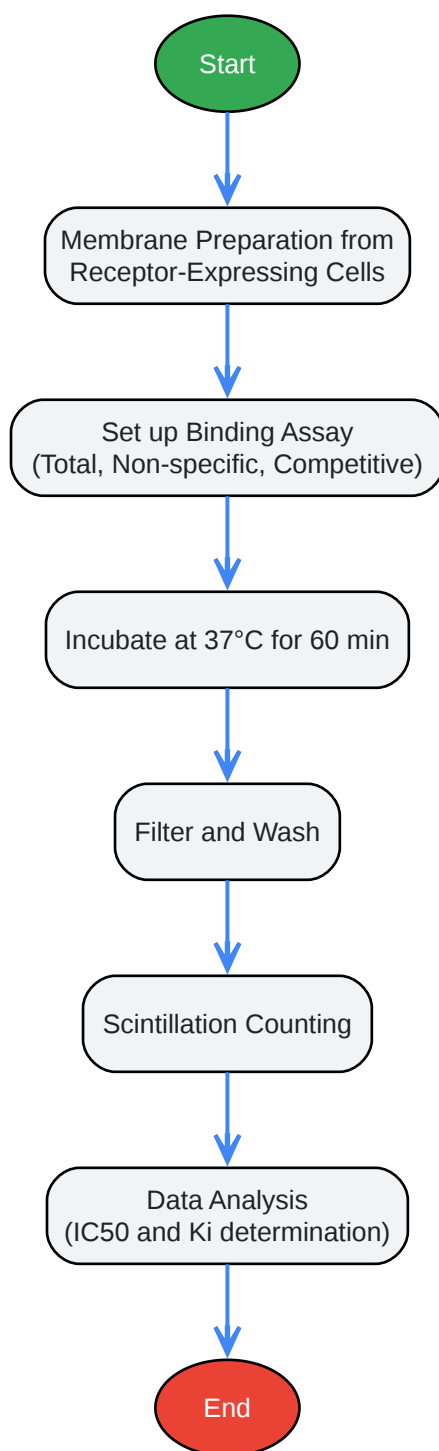 Start
Membrane Preparation from
Receptor-Expressing Cells
Set up Binding Assay
(Total, Non-specific, Competitive)
Incubate at 37°C for 60 min
Filter and Wash
Scintillation Counting
Data Analysis
(IC50 and Ki determination)
End